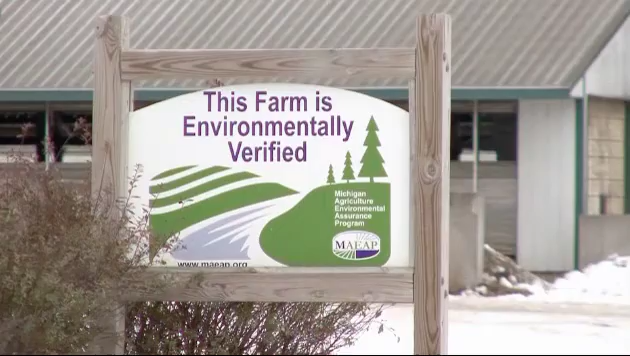 This Farm is
Environmentally
Verified
Michigan
Agriculture
Environmental
Assurance
Program
MAEAP
www.maeap.org